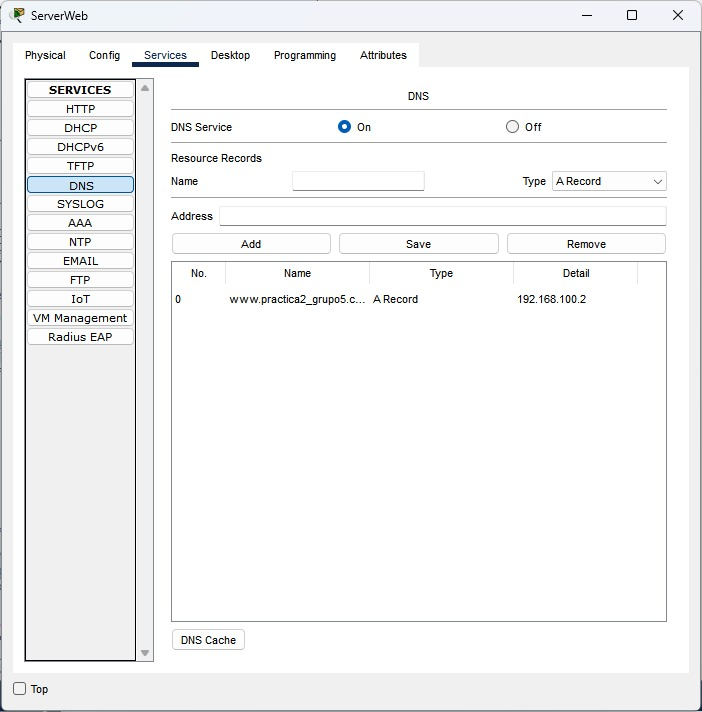 ServerWeb
Physical Config Services Desktop Programming Attributes
SERVICES
HTTP
DHCP
DHCPv6
TFTP
DNS
SYSLOG
AAA
NTP
EMAIL
FTP
IoT
VM Management
Radius EAP
DNS
DNS Service On Off
Resource Records
Name Type A Record
Address
Add Save Remove
No. Name Type Detail
0 www.practica2_grupo5.c... A Record 192.168.100.2
DNS Cache
Top